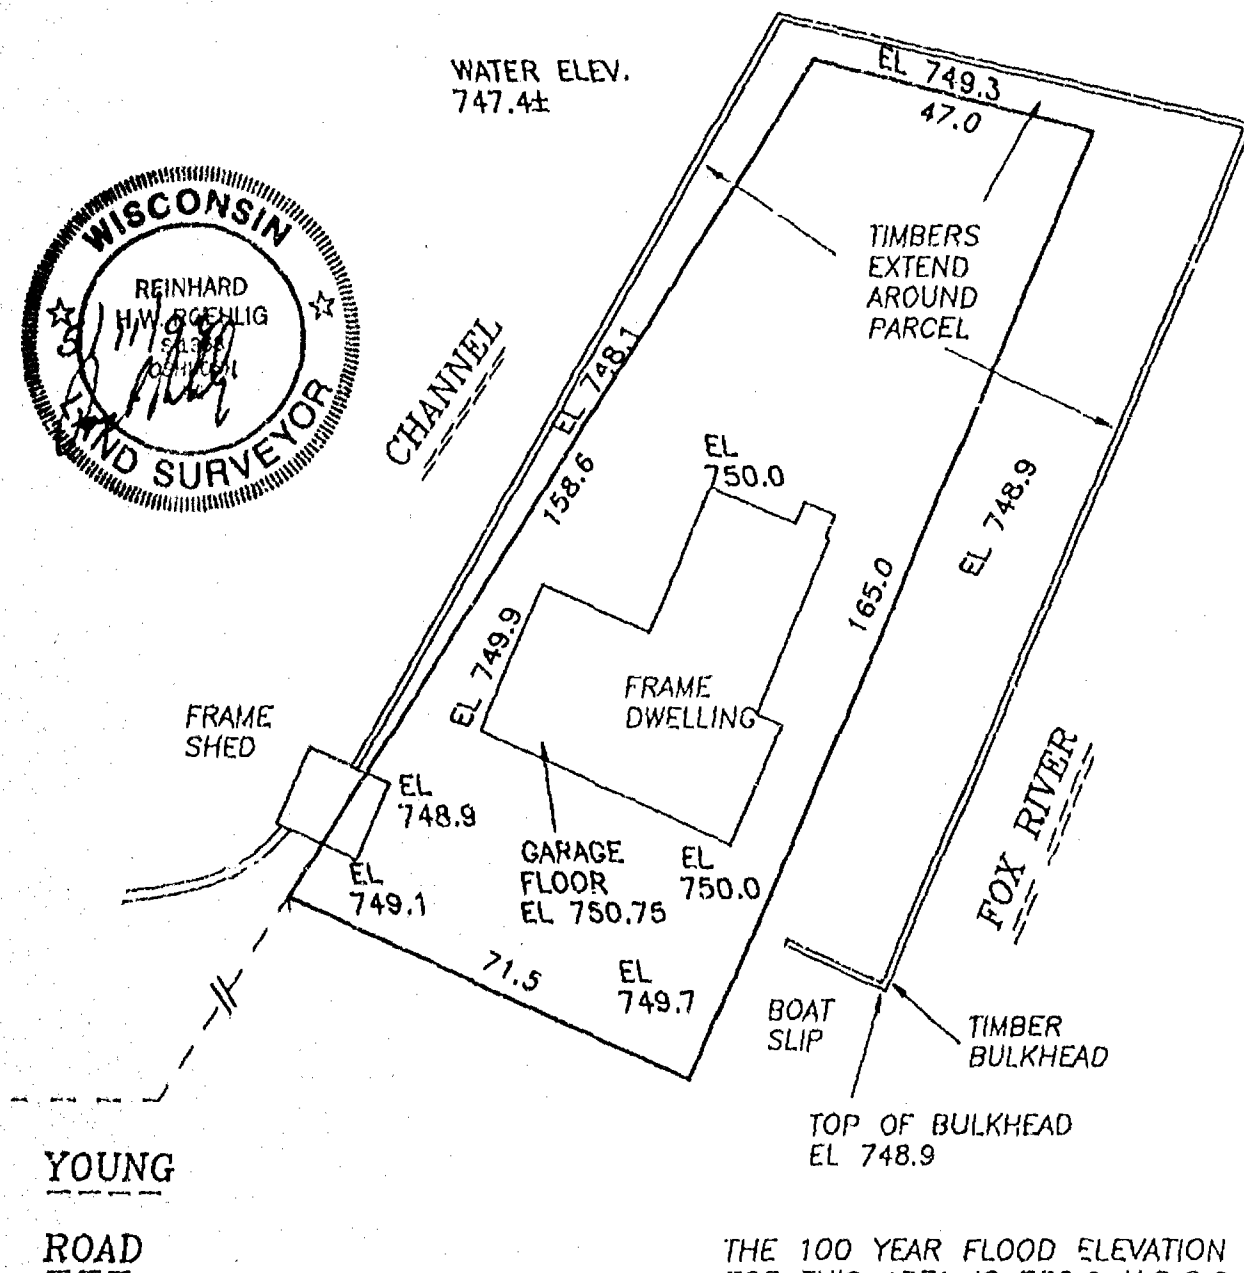 WATER ELEV.
747.4±
EL 749.3
47.0
WISCONSIN
REINHARD
H.W. ROEHLIG
LAND SURVEYOR
TIMBERS
EXTEND
AROUND
PARCEL
CHANNEL
EL 748.1
158.6
EL
750.0
EL 748.9
165.0
EL 749.9
FRAME
DWELLING
FRAME
SHED
EL
748.9
EL
749.1
GARAGE
FLOOR
EL 750.75
EL
750.0
FOX RIVER
71.5
EL
749.7
BOAT
SLIP
TIMBER
BULKHEAD
TOP OF BULKHEAD
EL 748.9
YOUNG
ROAD
THE 100 YEAR FLOOD ELEVATION